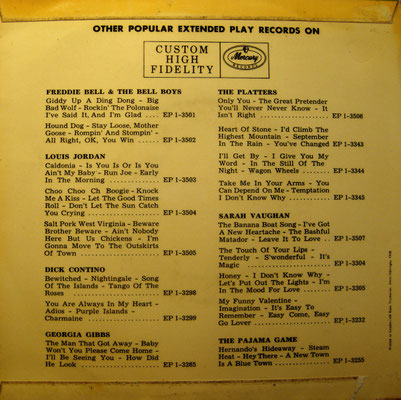 OTHER POPULAR EXTENDED PLAY RECORDS ON
CUSTOM
HIGH
FIDELITY
Mercury
RECORDS
FREDDIE BELL & THE BELL BOYS
Giddy Up A Ding Dong - Big
Bad Wolf - Rockin' The Polonaise
I've Said It, And I'm Glad .... EP 1-3501
Hound Dog - Stay Loose, Mother
Goose - Rompin' And Stompin' -
All Right, OK, You Win ...... EP 1-3502
LOUIS JORDAN
Caldonia - Is You Is Or Is You
Ain't My Baby - Run Joe - Early
In The Morning .............. EP 1-3503
Choo Choo Ch Boogie - Knock
Me A Kiss - Let The Good Times
Roll - Don't Let The Sun Catch
You Crying .................. EP 1-3504
Salt Pork West Virginia - Beware
Brother Beware - Ain't Nobody
Here But Us Chickens - I'm
Gonna Move To The Outskirts
Of Town ..................... EP 1-3505
DICK CONTINO
Bewitched - Nightingale - Song
Of The Islands - Tango Of The
Roses ....................... EP 1-3298
You Are Always In My Heart -
Adios - Purple Islands -
Charmaine ................... EP 1-3299
GEORGIA GIBBS
The Man That Got Away - Baby
Won't You Please Come Home -
I'll Be Seeing You - How Did
He Look ..................... EP 1-3265
THE PLATTERS
Only You - The Great Pretender
You'll Never Never Know - It
Isn't Right ................. EP 1-3508
Heart Of Stone - I'd Climb The
Highest Mountain - September
In The Rain - You've Changed EP 1-3343
I'll Get By - I Give You My
Word - In The Still Of The
Night - Wagon Wheels ........ EP 1-3344
Take Me In Your Arms - You
Can Depend On Me - Temptation
I Don't Know Why ............ EP 1-3345
SARAH VAUGHAN
The Banana Boat Song - I've Got
A New Heartache - The Bashful
Matador - Leave It To Love .. EP 1-3507
The Touch Of Your Lips -
Tenderly - S'wonderful - It's
Magic ....................... EP 1-3304
Honey - I Don't Know Why -
Let's Put Out The Lights - I'm
In The Mood For Love ........ EP 1-3305
My Funny Valentine -
Imagination - It's Easy To
Remember - Easy Come, Easy
Go Lover .................... EP 1-3232
THE PAJAMA GAME
Hernando's Hideaway - Steam
Heat - Hey There - A New Town
Is A Blue Town .............. EP 1-3255